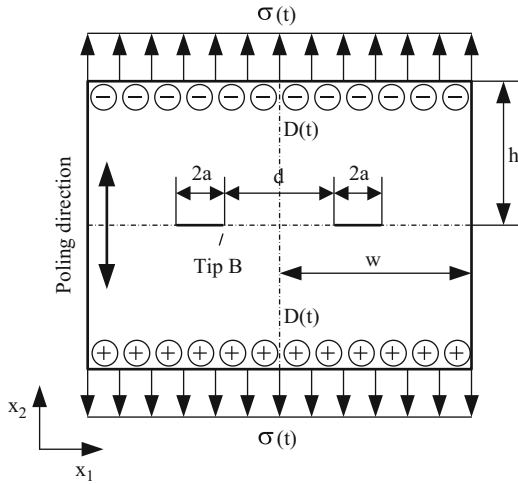 σ(t)
− − − − − − − − − − − −
D(t)
h
2a
d
2a
Poling direction
Tip B
w
D(t)
+ + + + + + + + + + + +
x2
x1
σ(t)